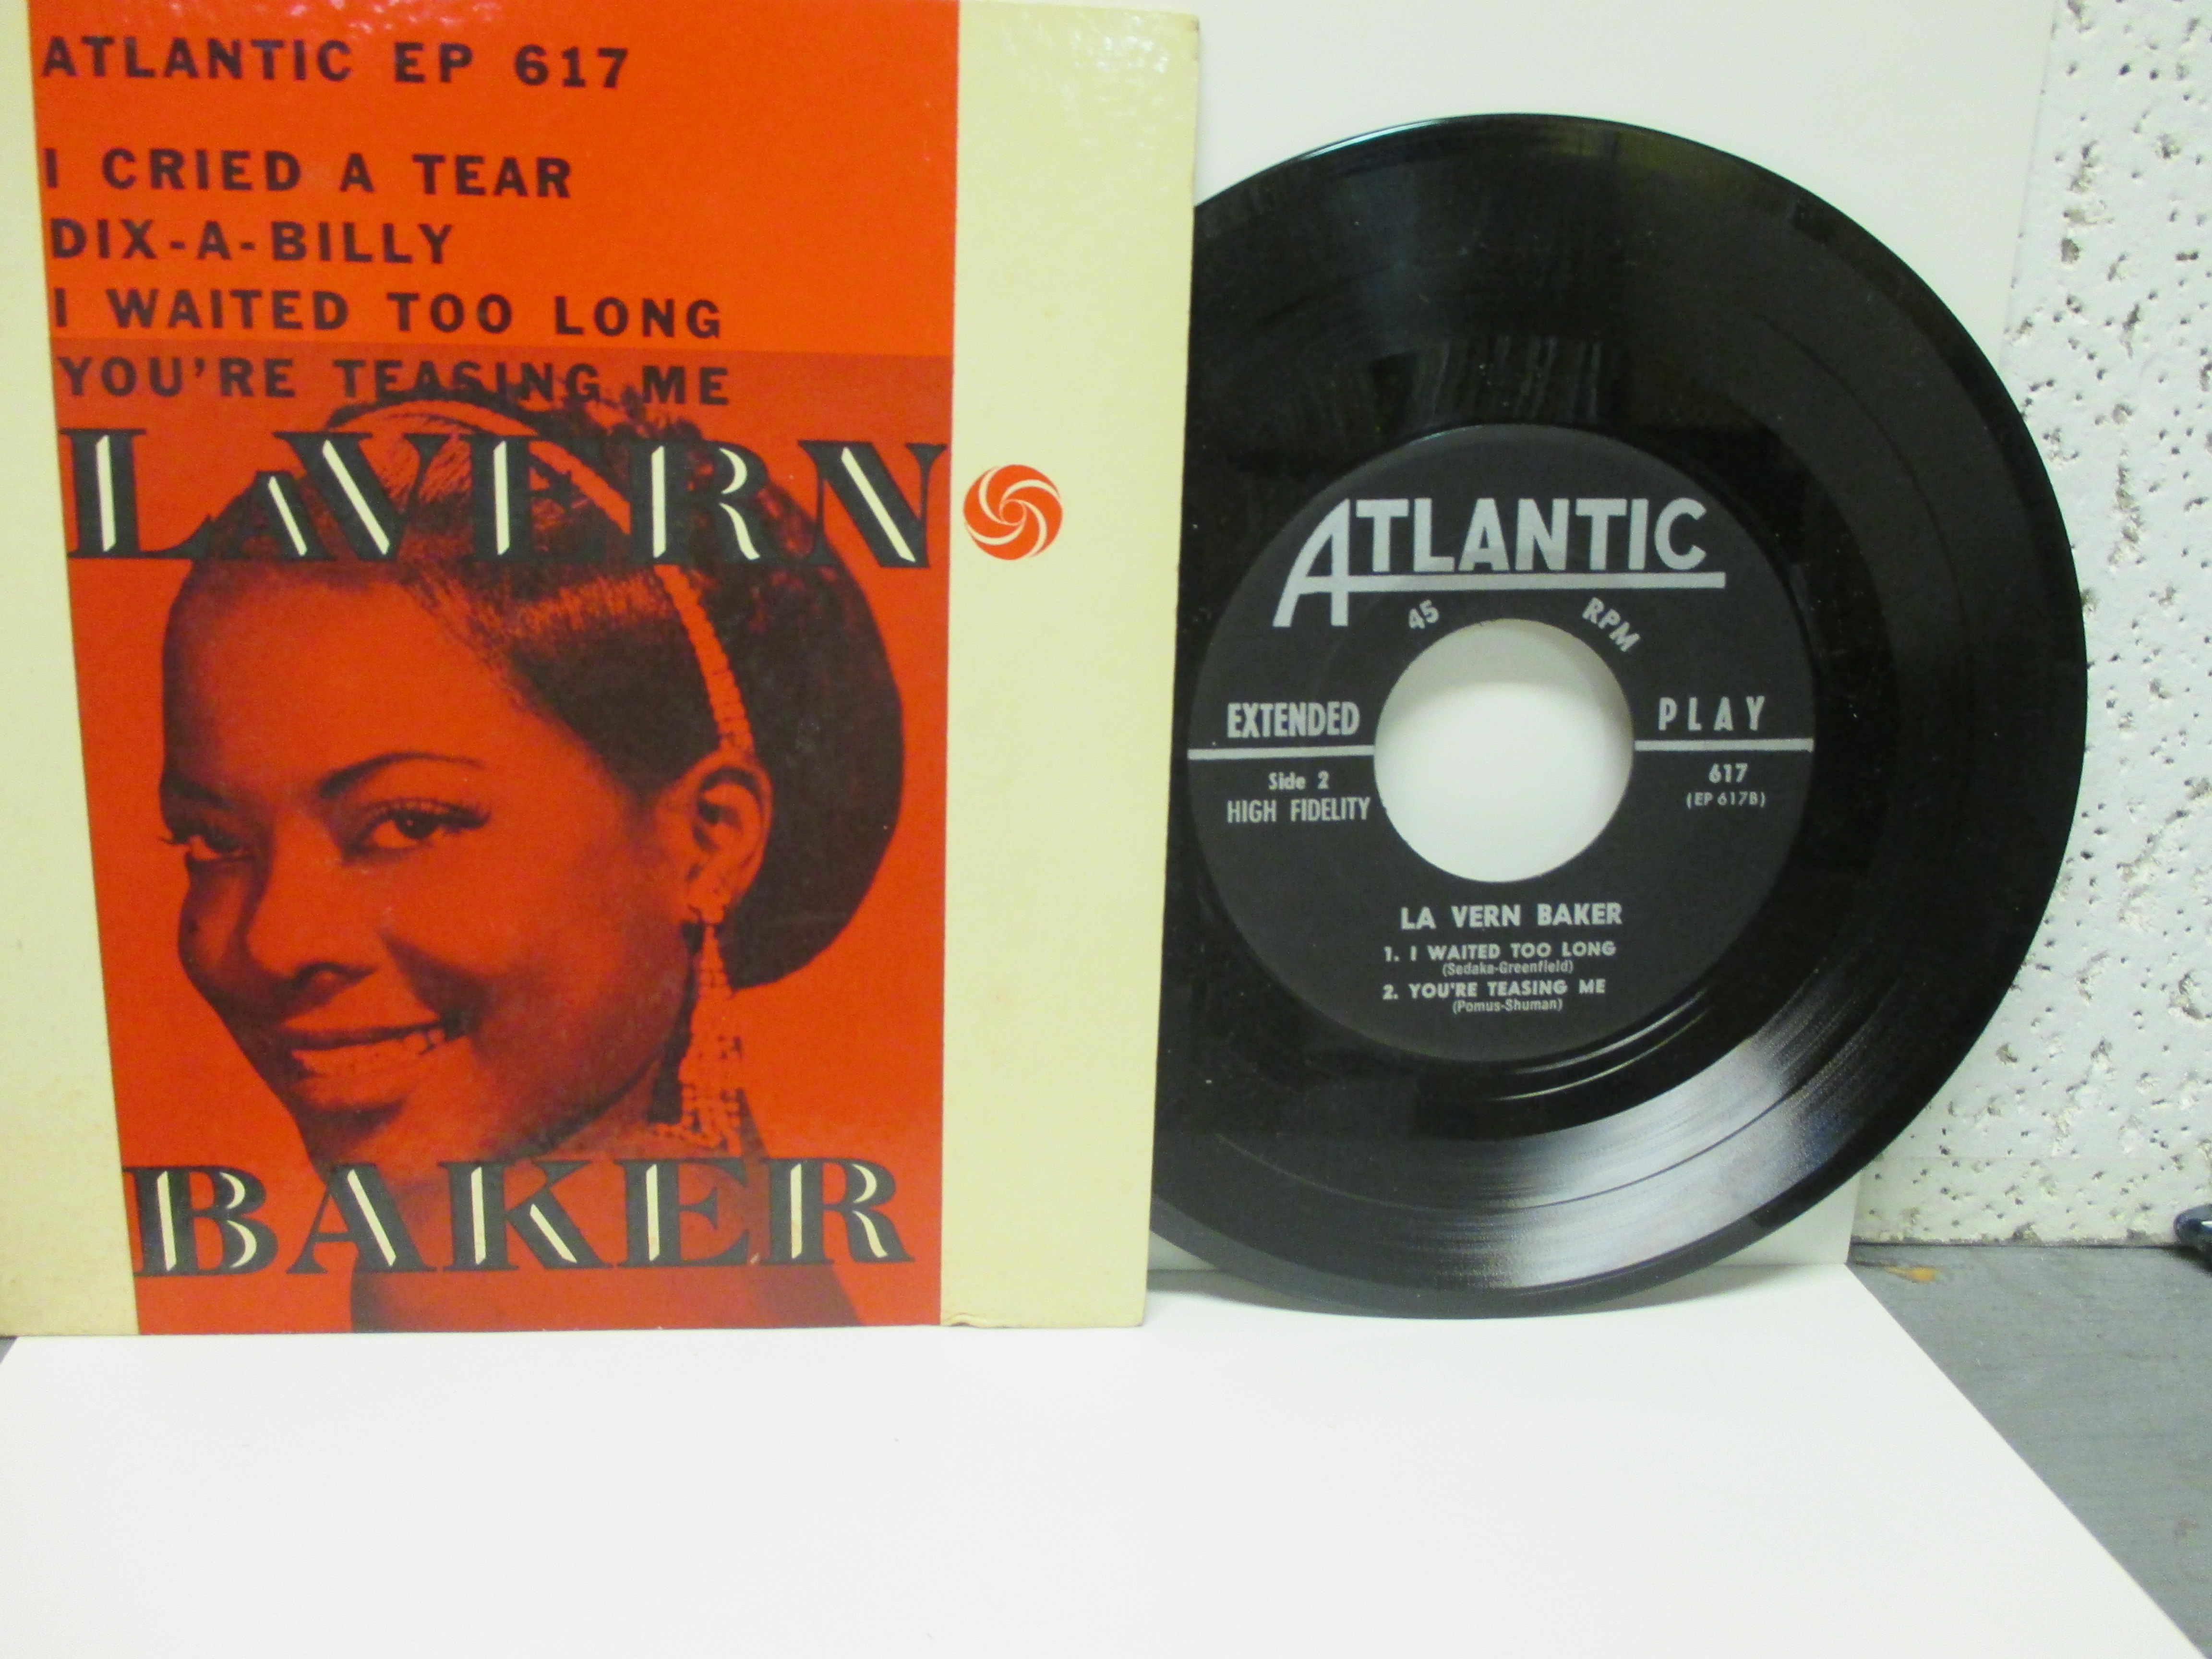 ATLANTIC EP 617
I CRIED A TEAR
DIX-A-BILLY
I WAITED TOO LONG
YOU'RE TEASING ME
LAVERN
BAKER
ATLANTIC
45 RPM
EXTENDED PLAY
Side 2
HIGH FIDELITY
617
(EP 617B)
LA VERN BAKER
1. I WAITED TOO LONG
(Sedaka-Greenfield)
2. YOU'RE TEASING ME
(Pomus-Shuman)